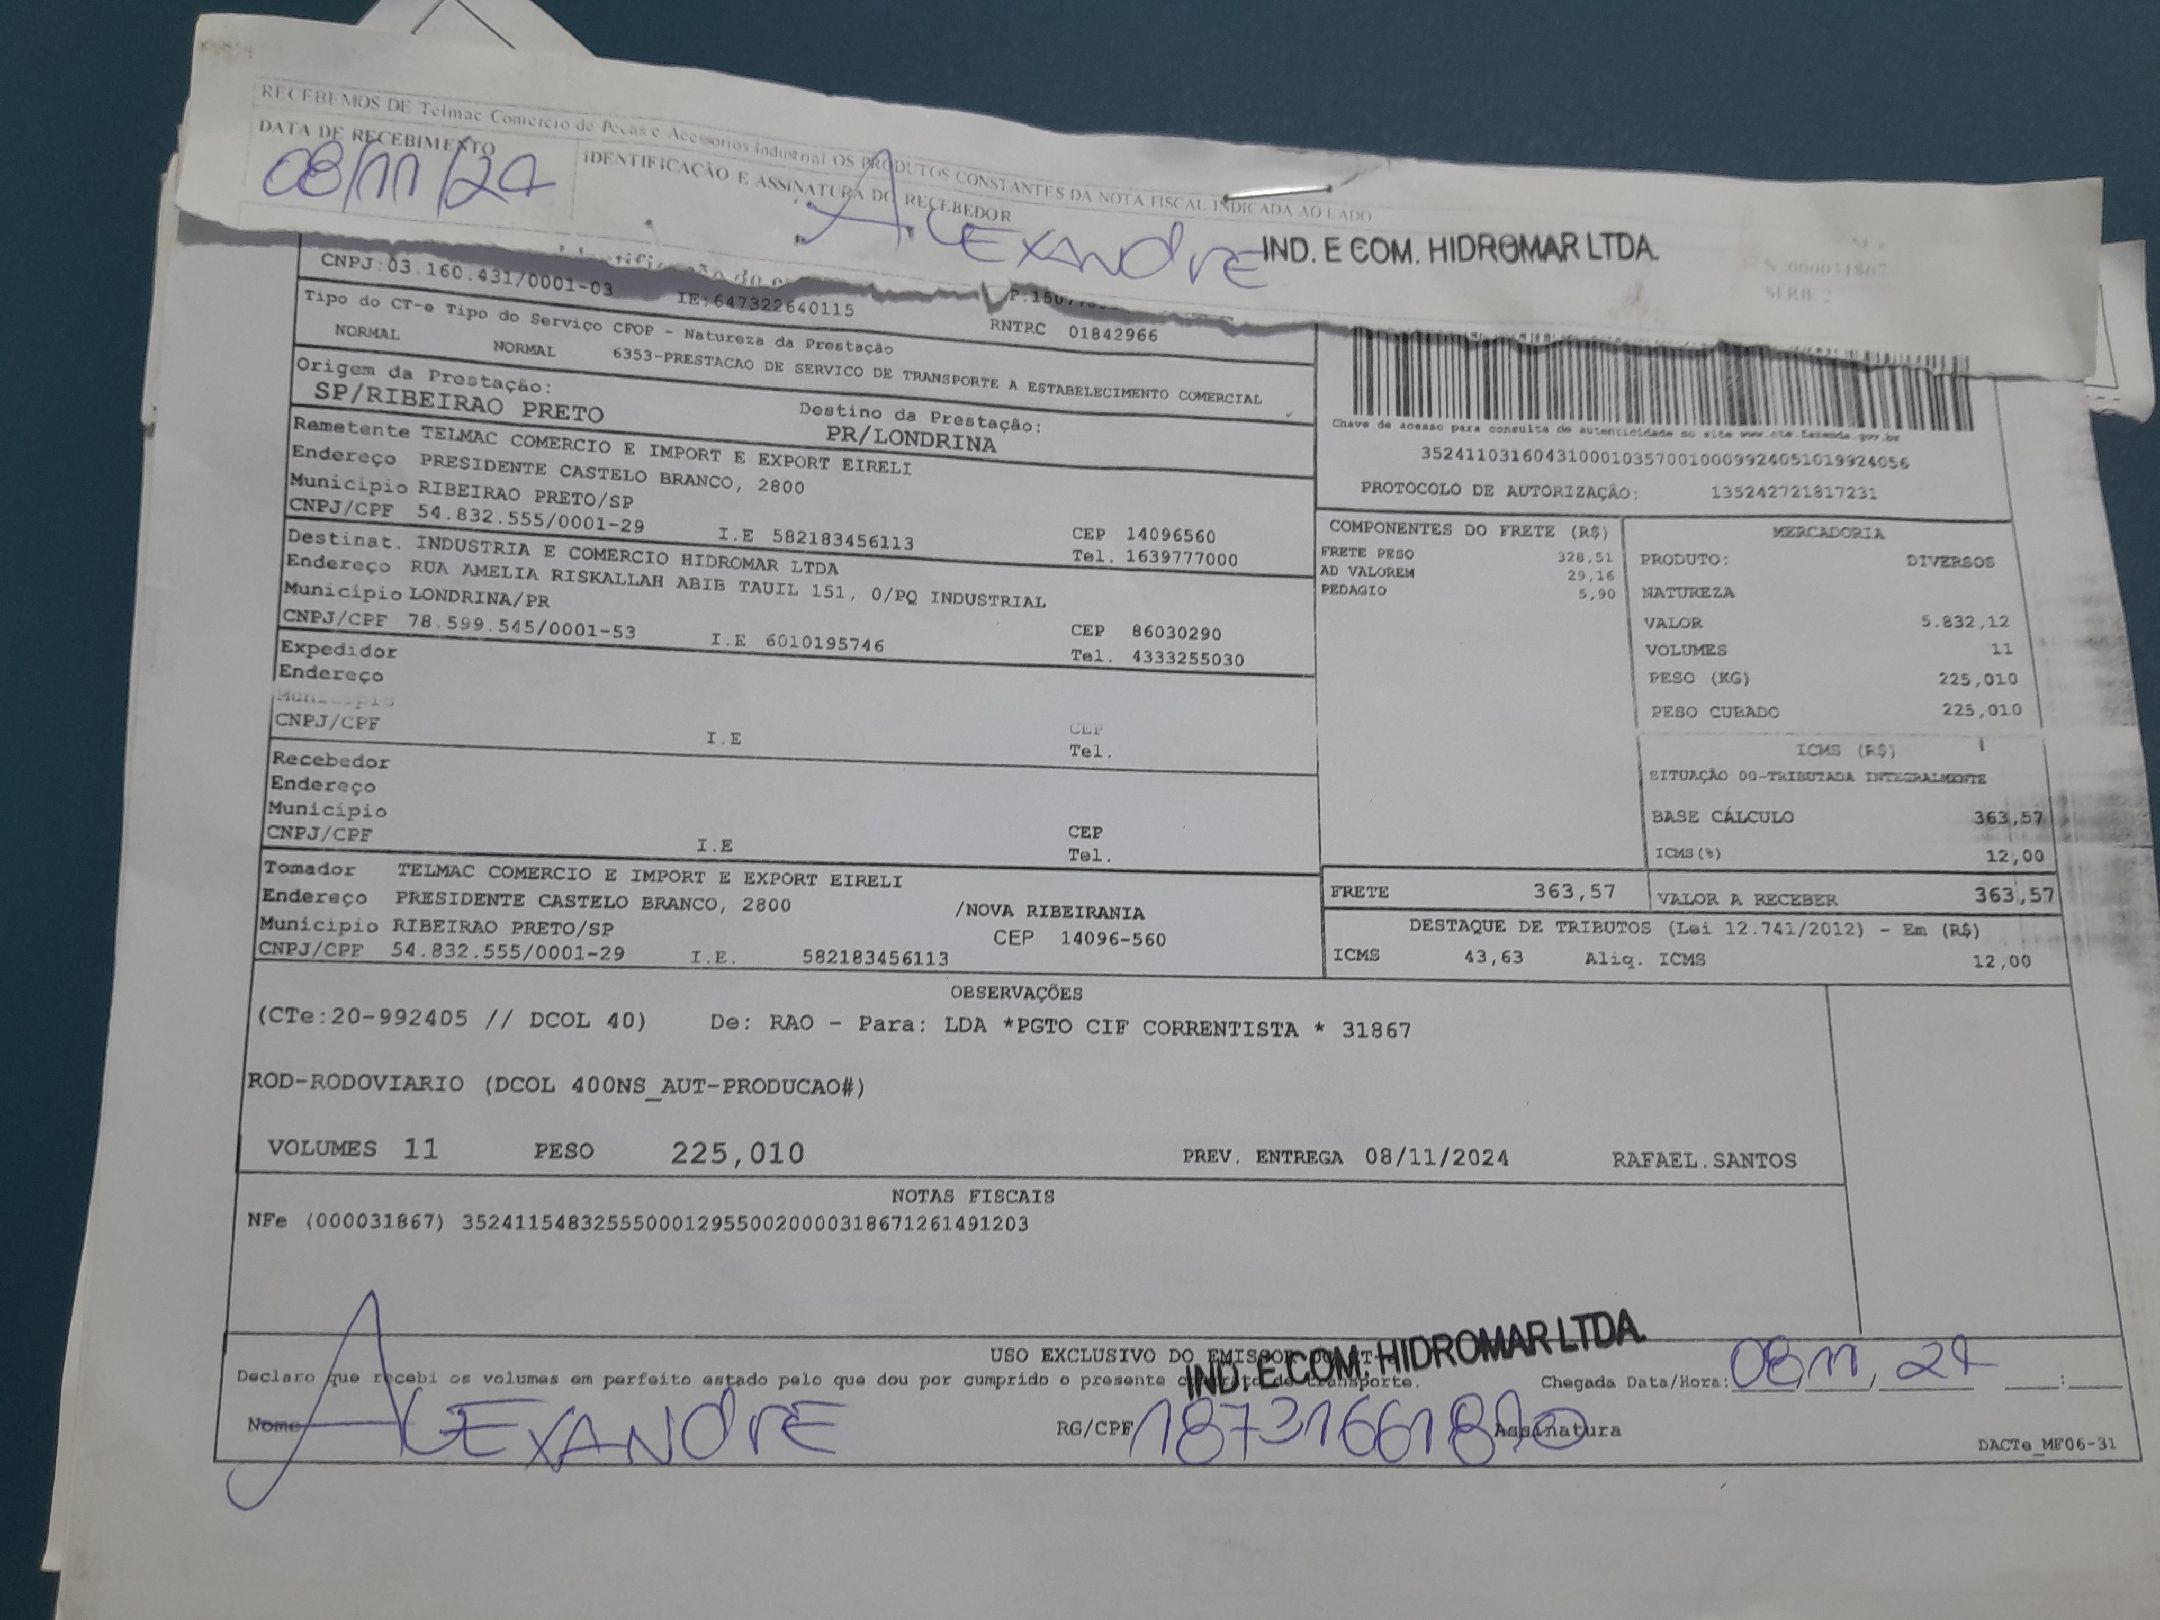 RECEBEMOS DE Telmac Comercio de Pecas e Acessorios Industrial OS PRODUTOS CONSTANTES DA NOTA FISCAL INDICADA AO LADO
DATA DE RECEBIMENTO
IDENTIFICAÇÃO E ASSINATURA DO RECEBEDOR
08/11/24
ALEXANDRE
IND. E COM. HIDROMAR LTDA.
SÉRIE 2
CNPJ:03.160.431/0001-03 IE:647322640115
RNTRC 01842966
Tipo do CT-e Tipo do Serviço CFOP - Natureza da Prestação
NORMAL NORMAL 6353-PRESTACAO DE SERVICO DE TRANSPORTE A ESTABELECIMENTO COMERCIAL
Origem da Prestação: Destino da Prestação:
SP/RIBEIRAO PRETO PR/LONDRINA
Remetente TELMAC COMERCIO E IMPORT E EXPORT EIRELI
Endereço PRESIDENTE CASTELO BRANCO, 2800
Município RIBEIRAO PRETO/SP CEP 14096560
CNPJ/CPF 54.832.555/0001-29 I.E 582183456113 Tel. 1639777000
Destinat. INDUSTRIA E COMERCIO HIDROMAR LTDA
Endereço RUA AMELIA RISKALLAH ABIB TAUIL 151, 0/PQ INDUSTRIAL
Município LONDRINA/PR CEP 86030290
CNPJ/CPF 78.599.545/0001-53 I.E 6010195746 Tel. 4333255030
Expedidor
Endereço
Município CEP
CNPJ/CPF I.E Tel.
Recebedor
Endereço
Município CEP
CNPJ/CPF I.E Tel.
Tomador TELMAC COMERCIO E IMPORT E EXPORT EIRELI
Endereço PRESIDENTE CASTELO BRANCO, 2800 /NOVA RIBEIRANIA
Município RIBEIRAO PRETO/SP CEP 14096-560
CNPJ/CPF 54.832.555/0001-29 I.E. 582183456113
Chave de acesso para consulta de autenticidade no site www.cte.fazenda.gov.br
35241103160431000103570010009924051019924056
PROTOCOLO DE AUTORIZAÇÃO: 135242721817231
COMPONENTES DO FRETE (R$)
FRETE PESO 328,51
AD VALOREM 29,16
PEDAGIO 5,90
MERCADORIA
PRODUTO: DIVERSOS
NATUREZA
VALOR 5.832,12
VOLUMES 11
PESO (KG) 225,010
PESO CUBADO 225,010
ICMS (R$)
SITUAÇÃO 00-TRIBUTADA INTEGRALMENTE
BASE CÁLCULO 363,57
ICMS(%) 12,00
FRETE 363,57 VALOR A RECEBER 363,57
DESTAQUE DE TRIBUTOS (Lei 12.741/2012) - Em (R$)
ICMS 43,63 Aliq. ICMS 12,00
OBSERVAÇÕES
(CTe:20-992405 // DCOL 40) De: RAO - Para: LDA *PGTO CIF CORRENTISTA * 31867
ROD-RODOVIARIO (DCOL 400NS_AUT-PRODUCAO#)
VOLUMES 11 PESO 225,010 PREV. ENTREGA 08/11/2024 RAFAEL.SANTOS
NOTAS FISCAIS
NFe (000031867) 35241154832555000129550020000318671261491203
USO EXCLUSIVO DO EMISSOR
IND. E COM. HIDROMAR LTDA.
Declaro que recebi os volumes em perfeito estado pelo que dou por cumprido o presente contrato de transporte. Chegada Data/Hora: 08/11/24 __:__
Nome ALEXANDRE RG/CPF Assinatura
DACTe_MF06-31